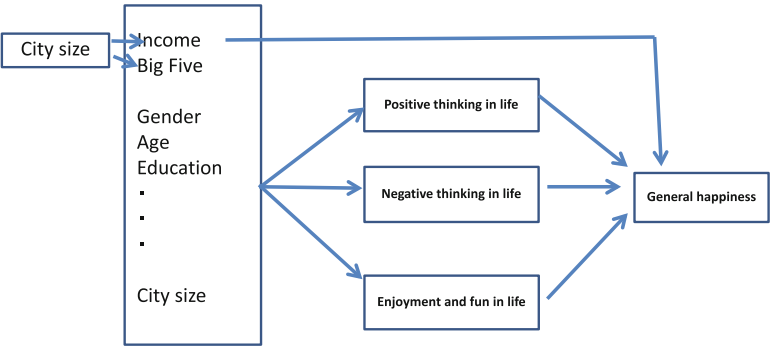 City size
Income
Big Five
Gender
Age
Education
.
.
.
City size
Positive thinking in life
Negative thinking in life
Enjoyment and fun in life
General happiness